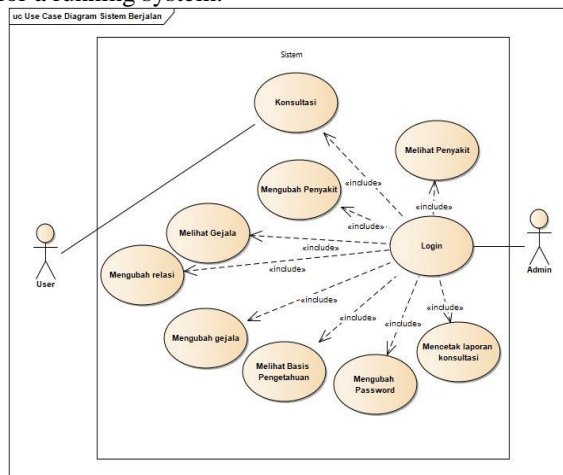 for a running system.
uc Use Case Diagram Sistem Berjalan
Sistem
Konsultasi
Melihat Penyakit
«include»
Mengubah Penyakit
«include»
«include»
Melihat Gejala
Login
«include»
User
Admin
Mengubah relasi
«include»
«include»
«include»
«include»
«include»
Mengubah gejala
Mencetak laporan
konsultasi
Melihat Basis
Pengetahuan
Mengubah
Password